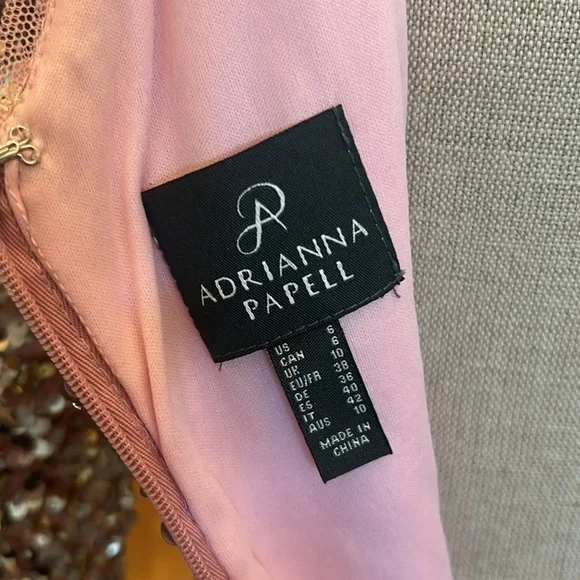 ADRIANNA
PAPELL
US 6
CAN 6
UK 10
EU/FR 38
DE 36
ES 40
IT 42
AUS 10
MADE IN
CHINA